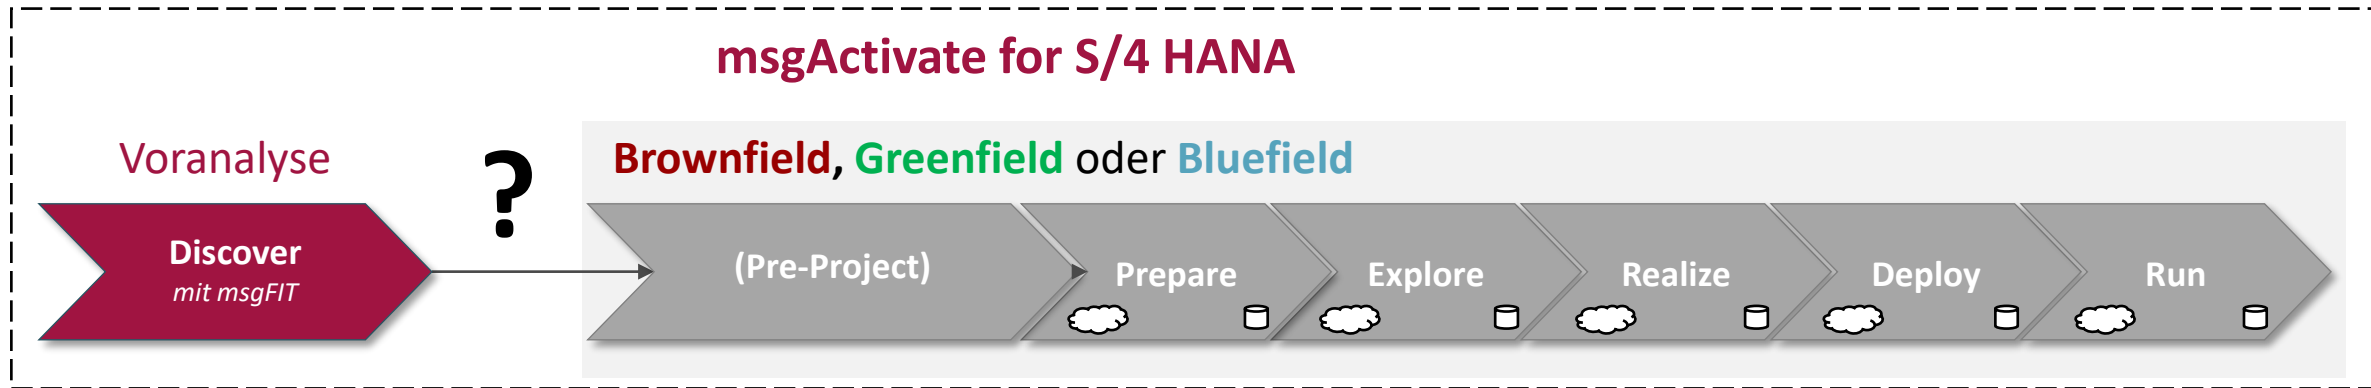 msgActivate for S/4 HANA
Voranalyse
?
Brownfield, Greenfield oder Bluefield
Discover
mit msgFIT
(Pre-Project)
Prepare
Explore
Realize
Deploy
Run